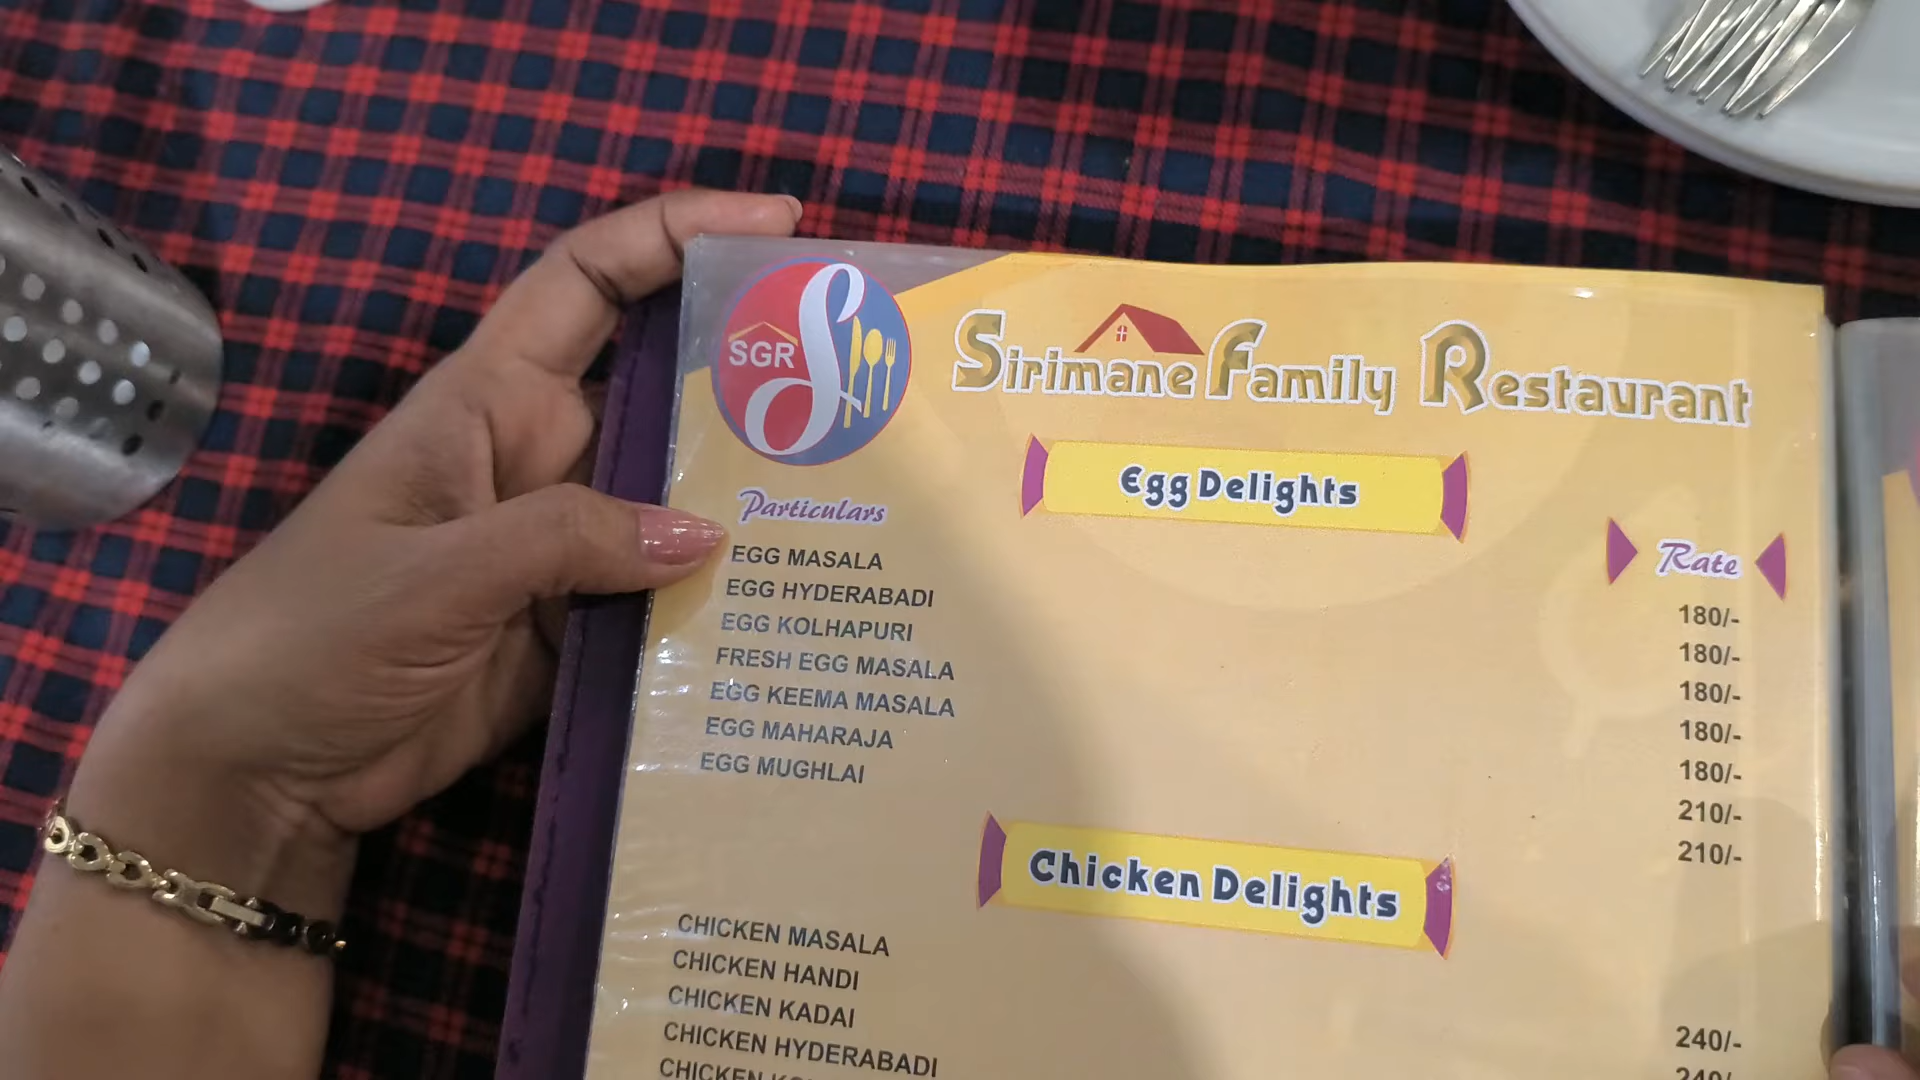 SGR
Sirimane Family Restaurant
Egg Delights
Particulars
Rate
EGG MASALA 180/-
EGG HYDERABADI 180/-
EGG KOLHAPURI 180/-
FRESH EGG MASALA 180/-
EGG KEEMA MASALA 180/-
EGG MAHARAJA 210/-
EGG MUGHLAI 210/-
Chicken Delights
CHICKEN MASALA 240/-
CHICKEN HANDI 240/-
CHICKEN KADAI
CHICKEN HYDERABADI
CHICKEN